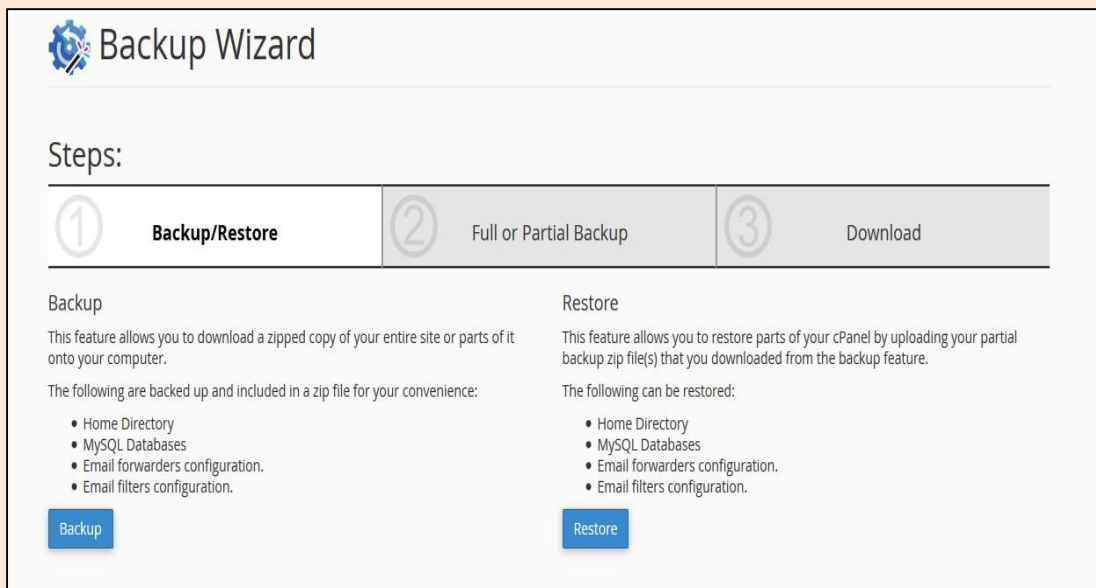 Backup Wizard
Steps:
1 Backup/Restore
2 Full or Partial Backup
3 Download
Backup
This feature allows you to download a zipped copy of your entire site or parts of it
onto your computer.
The following are backed up and included in a zip file for your convenience:
• Home Directory
• MySQL Databases
• Email forwarders configuration.
• Email filters configuration.
Backup
Restore
This feature allows you to restore parts of your cPanel by uploading your partial
backup zip file(s) that you downloaded from the backup feature.
The following can be restored:
• Home Directory
• MySQL Databases
• Email forwarders configuration.
• Email filters configuration.
Restore